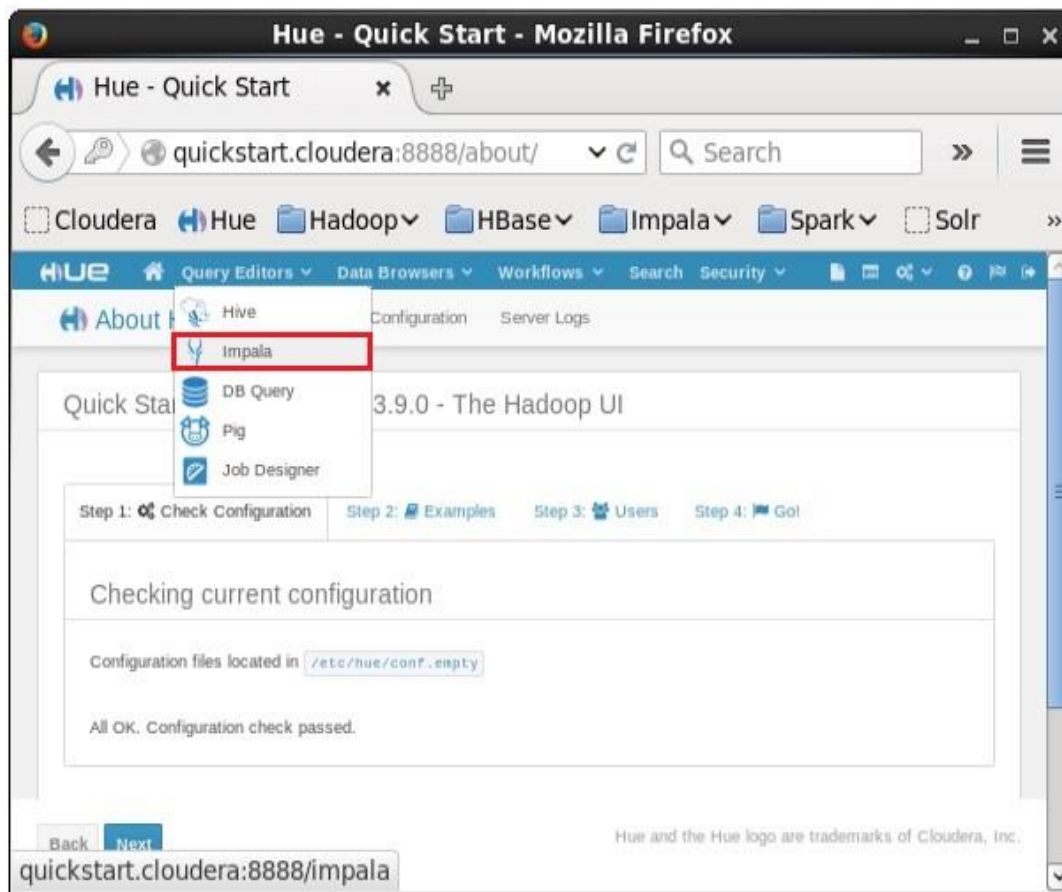 Hue - Quick Start - Mozilla Firefox
Hue - Quick Start
quickstart.cloudera:8888/about/ Search
Cloudera Hue Hadoop HBase Impala Spark Solr
HUE Query Editors Data Browsers Workflows Search Security
About H Configuration Server Logs
Hive
Impala
DB Query
Pig
Job Designer
Quick Sta 3.9.0 - The Hadoop UI
Step 1: Check Configuration Step 2: Examples Step 3: Users Step 4: Go!
Checking current configuration
Configuration files located in /etc/hue/conf.empty
All OK. Configuration check passed.
Back Next Hue and the Hue logo are trademarks of Cloudera, Inc.
quickstart.cloudera:8888/impala